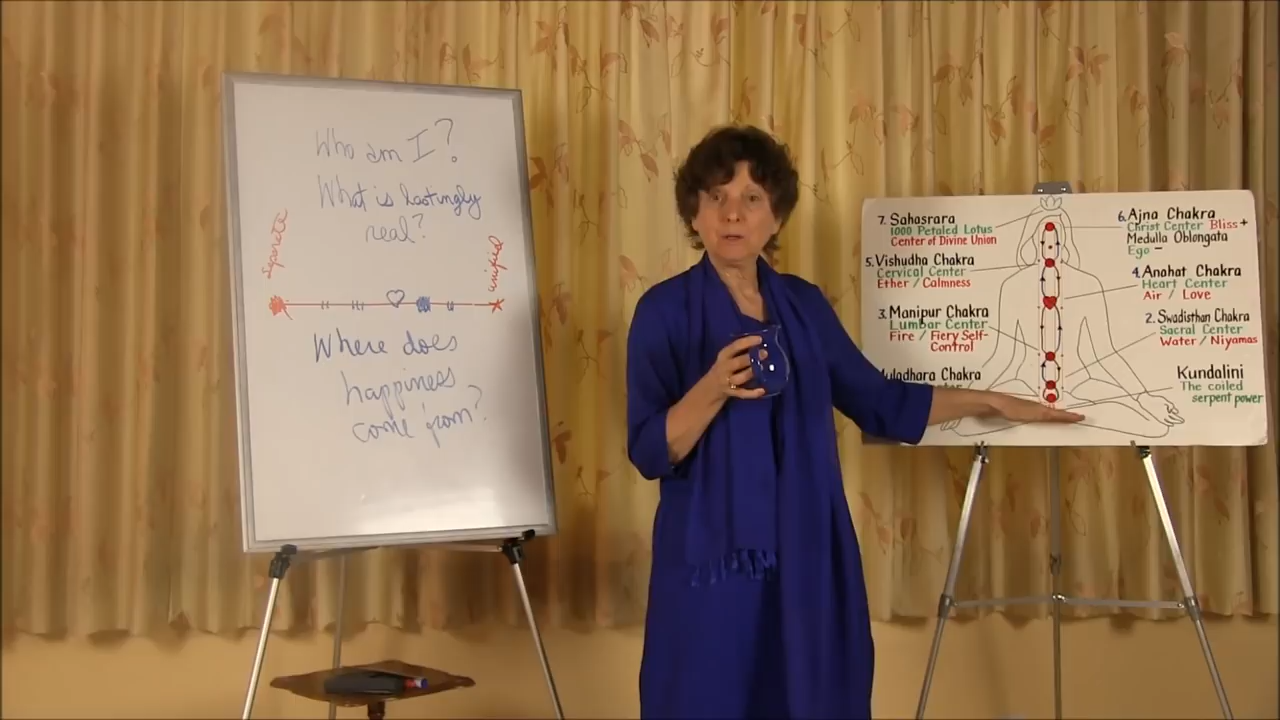 Who am I?
What is lastingly
real?
separate
unified
Where does
happiness
come from?
7. Sahasrara
1000 Petaled Lotus
Center of Divine Union
6. Ajna Chakra
Christ Center Bliss +
Medulla Oblongata
Ego -
5. Vishudha Chakra
Cervical Center
Ether / Calmness
4. Anahat Chakra
Heart Center
Air / Love
3. Manipur Chakra
Lumbar Center
Fire / Fiery Self-
Control
2. Swadisthan Chakra
Sacral Center
Water / Niyamas
Muladhara Chakra
Kundalini
The coiled
serpent power